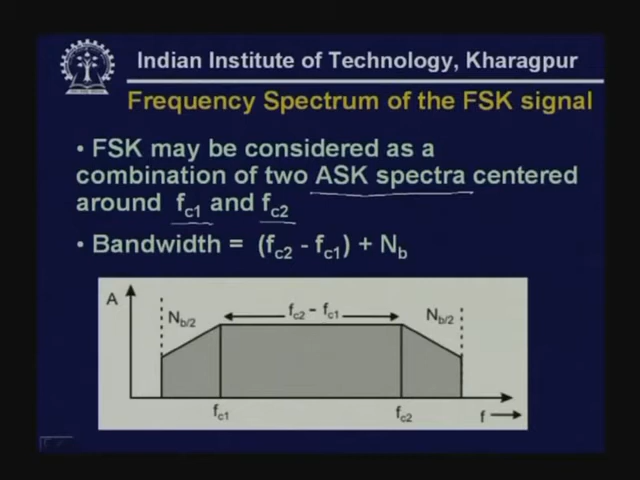 Indian Institute of Technology, Kharagpur
Frequency Spectrum of the FSK signal
• FSK may be considered as a
combination of two ASK spectra centered
around fc1 and fc2
• Bandwidth = (fc2 - fc1) + Nb
A
Nb/2
fc2 - fc1
Nb/2
fc1
fc2
f